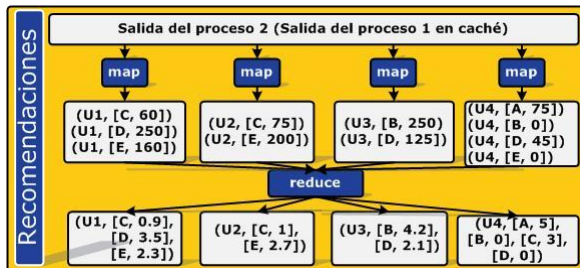 Recomendaciones
Salida del proceso 2 (Salida del proceso 1 en caché)
map
map
map
map
(U1, [C, 60])
(U1, [D, 250])
(U1, [E, 160])
(U2, [C, 75])
(U2, [E, 200])
(U3, [B, 250)
(U3, [D, 125])
(U4, [A, 75])
(U4, [B, 0])
(U4, [D, 45])
(U4, [E, 0])
reduce
(U1, [C, 0.9],
[D, 3.5],
[E, 2.3])
(U2, [C, 1],
[E, 2.7])
(U3, [B, 4.2],
[D, 2.1])
(U4, [A, 5],
[B, 0], [C, 3],
[D, 0])